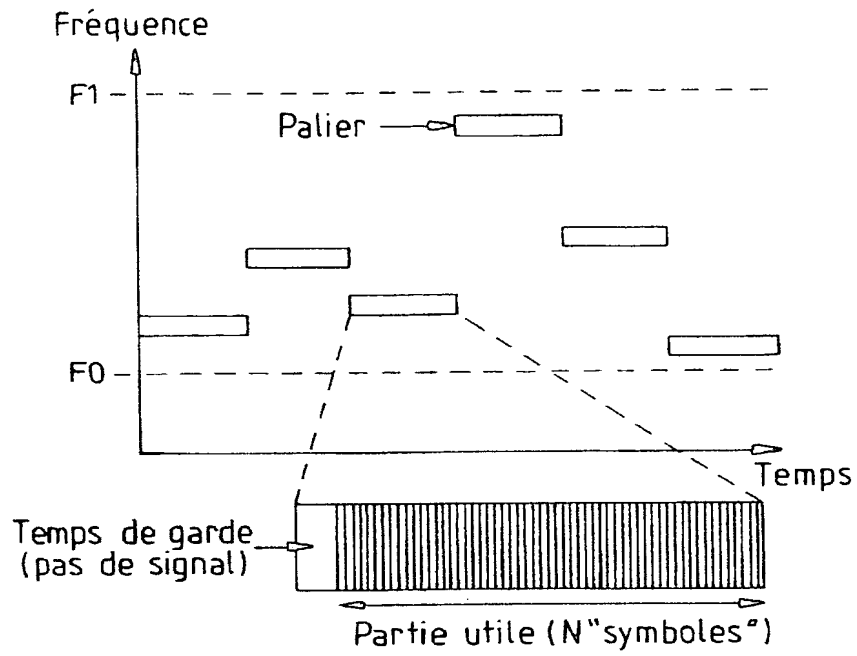 Fréquence
F1
Palier
F0
Temps
Temps de garde
(pas de signal)
Partie utile (N"symboles")